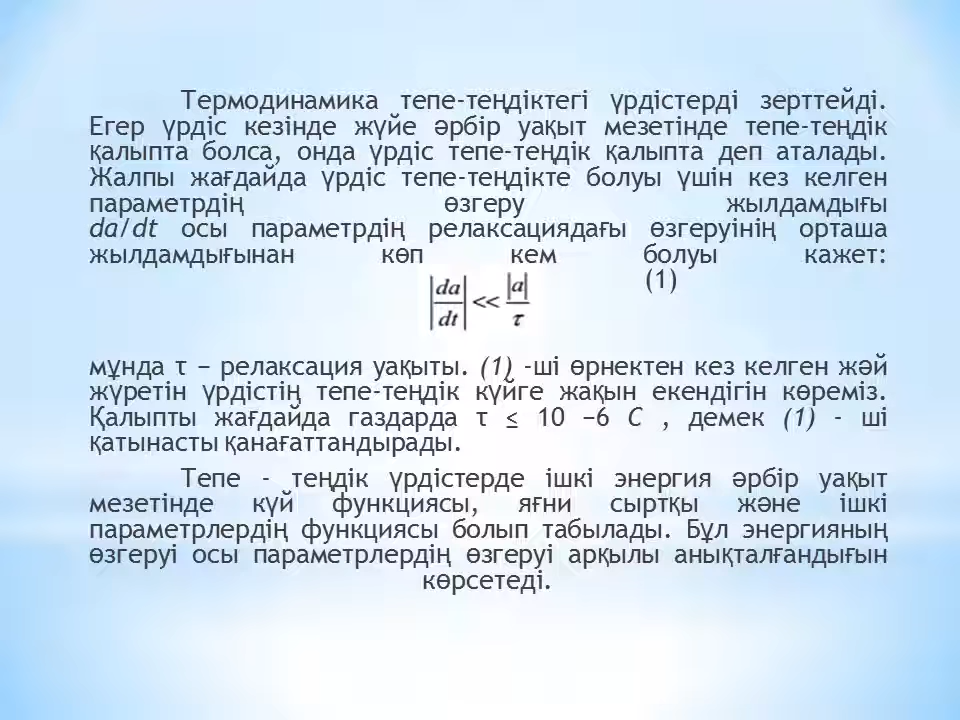 Термодинамика тепе-теңдіктегі үрдістерді зерттейді.
Егер үрдіс кезінде жүйе әрбір уақыт мезетінде тепе-теңдік
қалыпта болса, онда үрдіс тепе-теңдік қалыпта деп аталады.
Жалпы жағдайда үрдіс тепе-теңдікте болуы үшін кез келген
параметрдің өзгеру жылдамдығы
da/dt осы параметрдің релаксациядағы өзгеруінің орташа
жылдамдығынан көп кем болуы кажет:
|da/dt| << |a|/τ (1)
мұнда τ – релаксация уақыты. (1) -ші өрнектен кез келген жәй
жүретін үрдістің тепе-теңдік күйге жақын екендігін көреміз.
Қалыпты жағдайда газдарда τ ≤ 10 −6 С , демек (1) - ші
қатынасты қанағаттандырады.
Тепе - теңдік үрдістерде ішкі энергия әрбір уақыт
мезетінде күй функциясы, яғни сыртқы және ішкі
параметрлердің функциясы болып табылады. Бұл энергияның
өзгеруі осы параметрлердің өзгеруі арқылы анықталғандығын
көрсетеді.